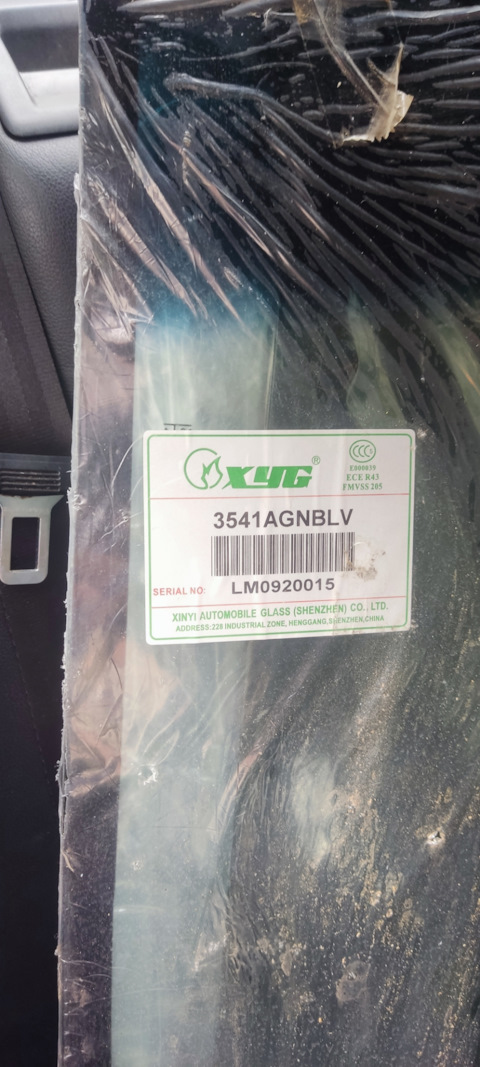 XYG®
CCC
E000039
ECE R43
FMVSS 205
3541AGNBLV
SERIAL NO: LM0920015
XINYI AUTOMOBILE GLASS (SHENZHEN) CO., LTD.
ADDRESS:228 INDUSTRIAL ZONE, HENGGANG,SHENZHEN,CHINA